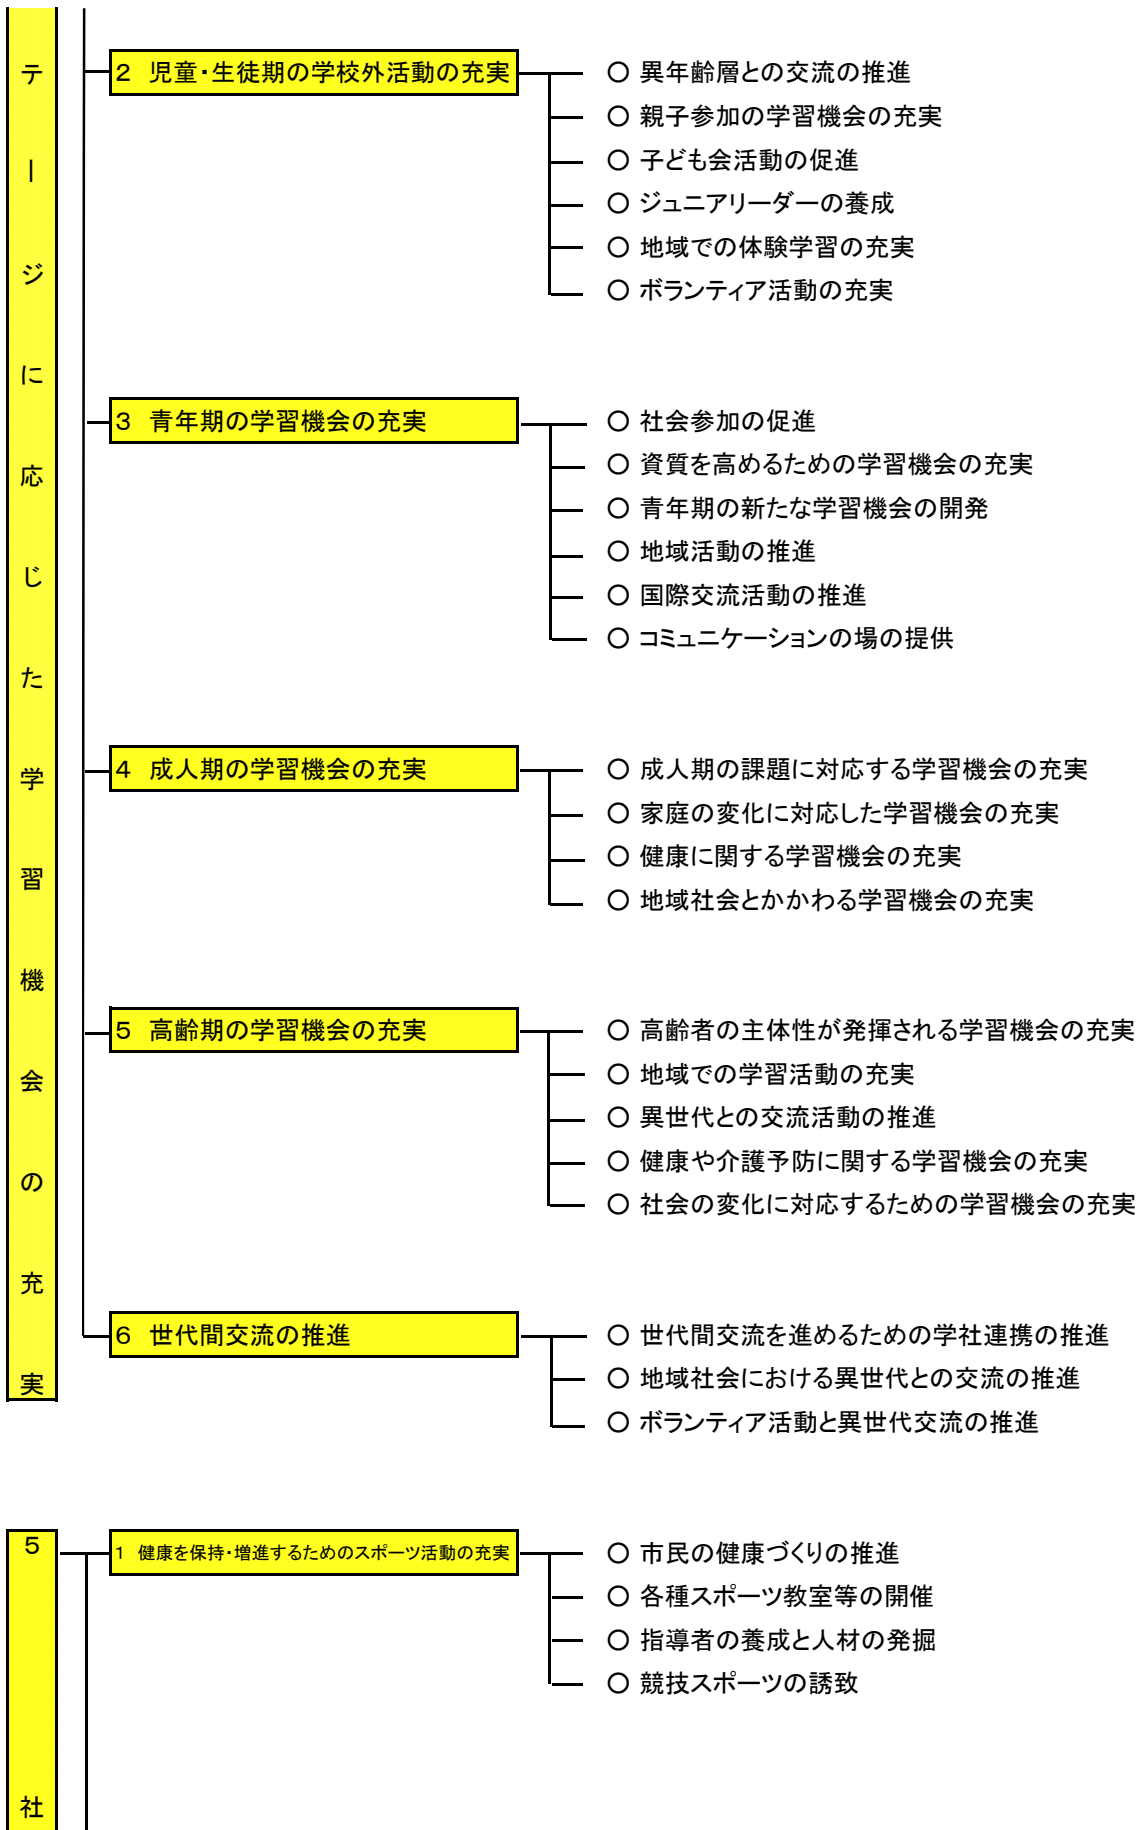 テージに応じた学習機会の充実
2 児童・生徒期の学校外活動の充実
〇 異年齢層との交流の推進
〇 親子参加の学習機会の充実
〇 子ども会活動の促進
〇 ジュニアリーダーの養成
〇 地域での体験学習の充実
〇 ボランティア活動の充実
3 青年期の学習機会の充実
〇 社会参加の促進
〇 資質を高めるための学習機会の充実
〇 青年期の新たな学習機会の開発
〇 地域活動の推進
〇 国際交流活動の推進
〇 コミュニケーションの場の提供
4 成人期の学習機会の充実
〇 成人期の課題に対応する学習機会の充実
〇 家庭の変化に対応した学習機会の充実
〇 健康に関する学習機会の充実
〇 地域社会とかかわる学習機会の充実
5 高齢期の学習機会の充実
〇 高齢者の主体性が発揮される学習機会の充実
〇 地域での学習活動の充実
〇 異世代との交流活動の推進
〇 健康や介護予防に関する学習機会の充実
〇 社会の変化に対応するための学習機会の充実
6 世代間交流の推進
〇 世代間交流を進めるための学社連携の推進
〇 地域社会における異世代との交流の推進
〇 ボランティア活動と異世代交流の推進
5 社
1 健康を保持・増進するためのスポーツ活動の充実
〇 市民の健康づくりの推進
〇 各種スポーツ教室等の開催
〇 指導者の養成と人材の発掘
〇 競技スポーツの誘致